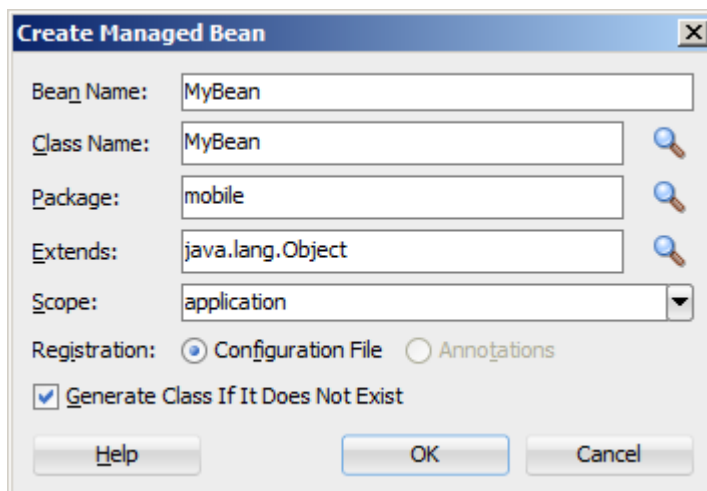 Create Managed Bean
Bean Name: MyBean
Class Name: MyBean
Package: mobile
Extends: java.lang.Object
Scope: application
Registration: Configuration File Annotations
Generate Class If It Does Not Exist
Help OK Cancel